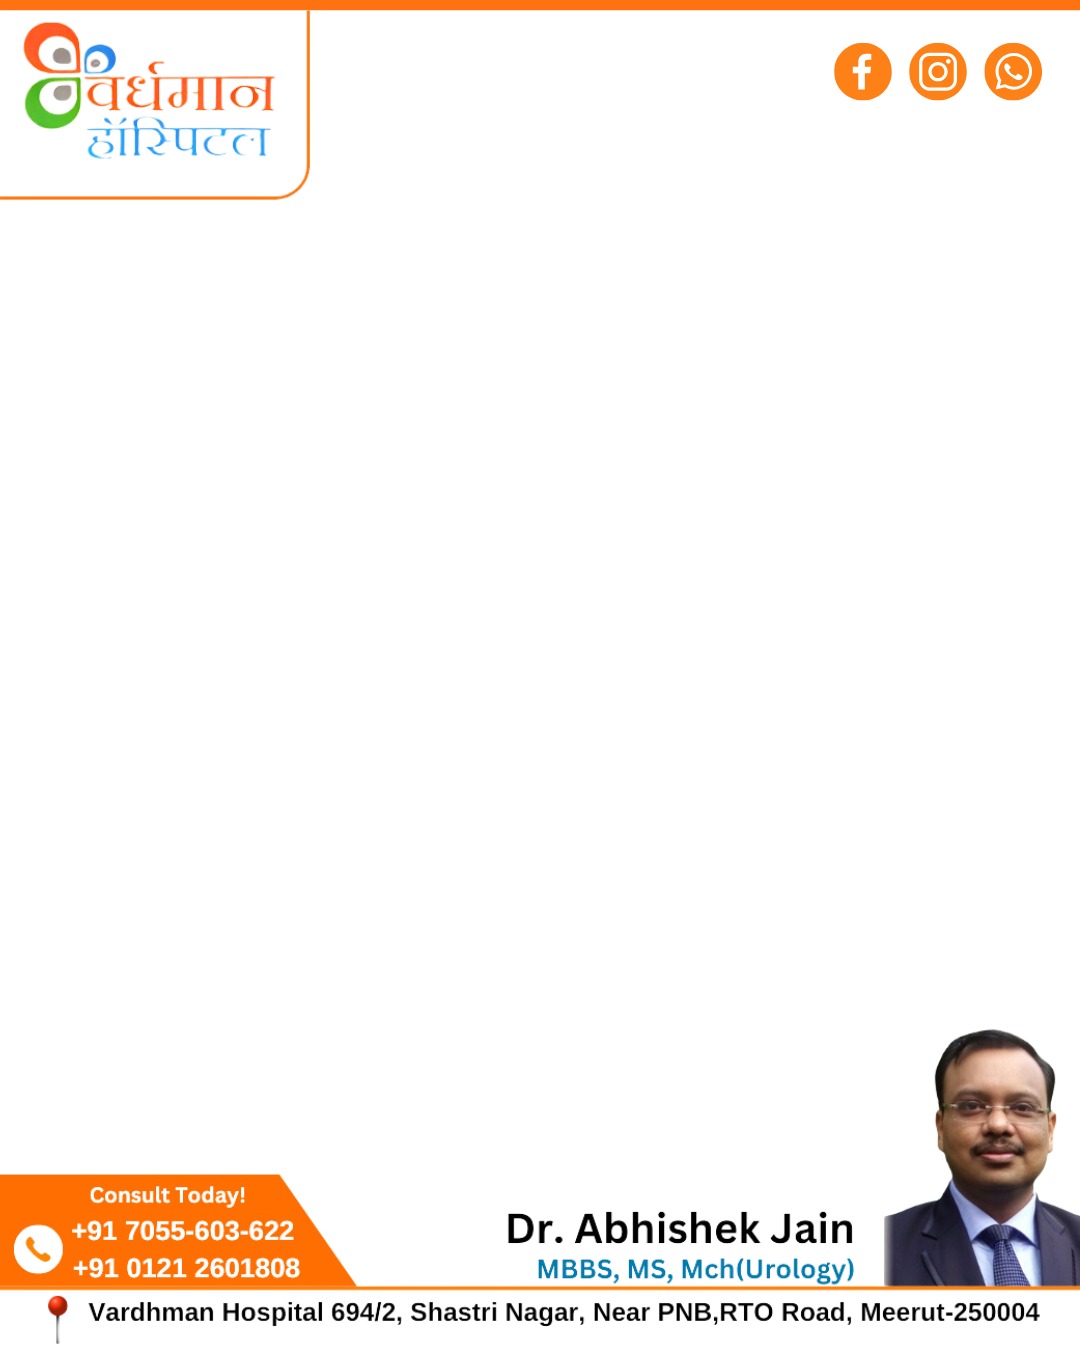 वर्धमान
हॉस्पिटल
Consult Today!
+91 7055-603-622
+91 0121 2601808
Dr. Abhishek Jain
MBBS, MS, Mch(Urology)
Vardhman Hospital 694/2, Shastri Nagar, Near PNB,RTO Road, Meerut-250004